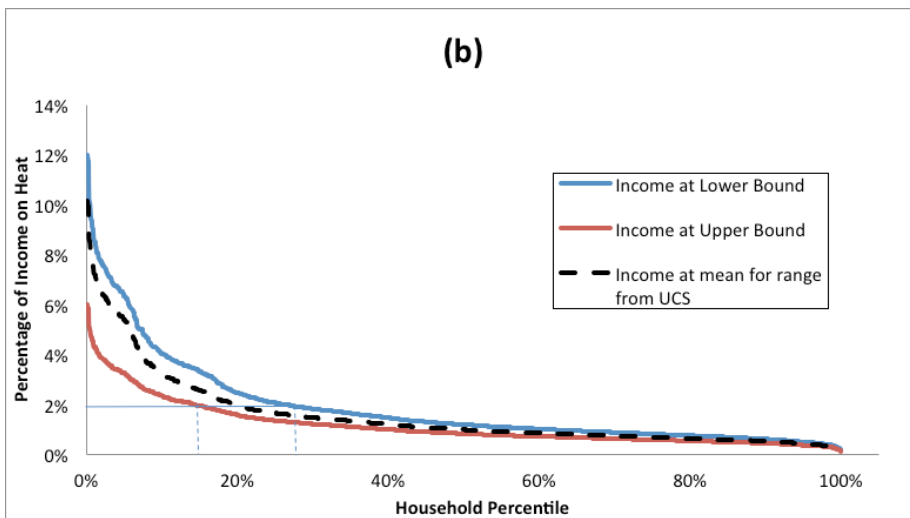 (b)
14%
12%
10%
8%
6%
4%
2%
0%
Percentage of Income on Heat
Income at Lower Bound
Income at Upper Bound
Income at mean for range
from UCS
0% 20% 40% 60% 80% 100%
Household Percentile